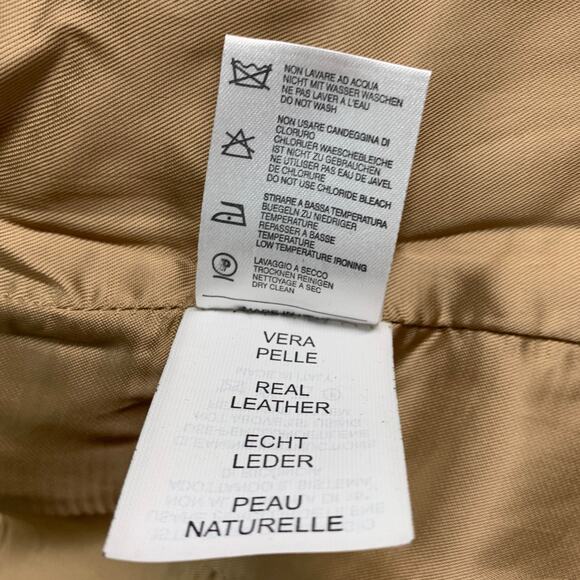 NON LAVARE AD ACQUA
NICHT MIT WASSER WASCHEN
NE PAS LAVER A L'EAU
DO NOT WASH
NON USARE CANDEGGINA DI
CLORURO
CHLORUER WAESCHEBLEICHE
IST NICHT ZU GEBRAUCHEN
NE UTILISER PAS EAU DE JAVEL
DE CHLORURE
DO NOT USE CHLORIDE BLEACH
STIRARE A BASSA TEMPERATURA
BUEGELN ZU NIEDRIGER
TEMPERATURE
REPASSER A BASSE
TEMPERATURE
LOW TEMPERATURE IRONING
P
LAVAGGIO A SECCO
TROCKNEN REINIGEN
NETTOYAGE A SEC
DRY CLEAN
VERA
PELLE
REAL
LEATHER
ECHT
LEDER
PEAU
NATURELLE